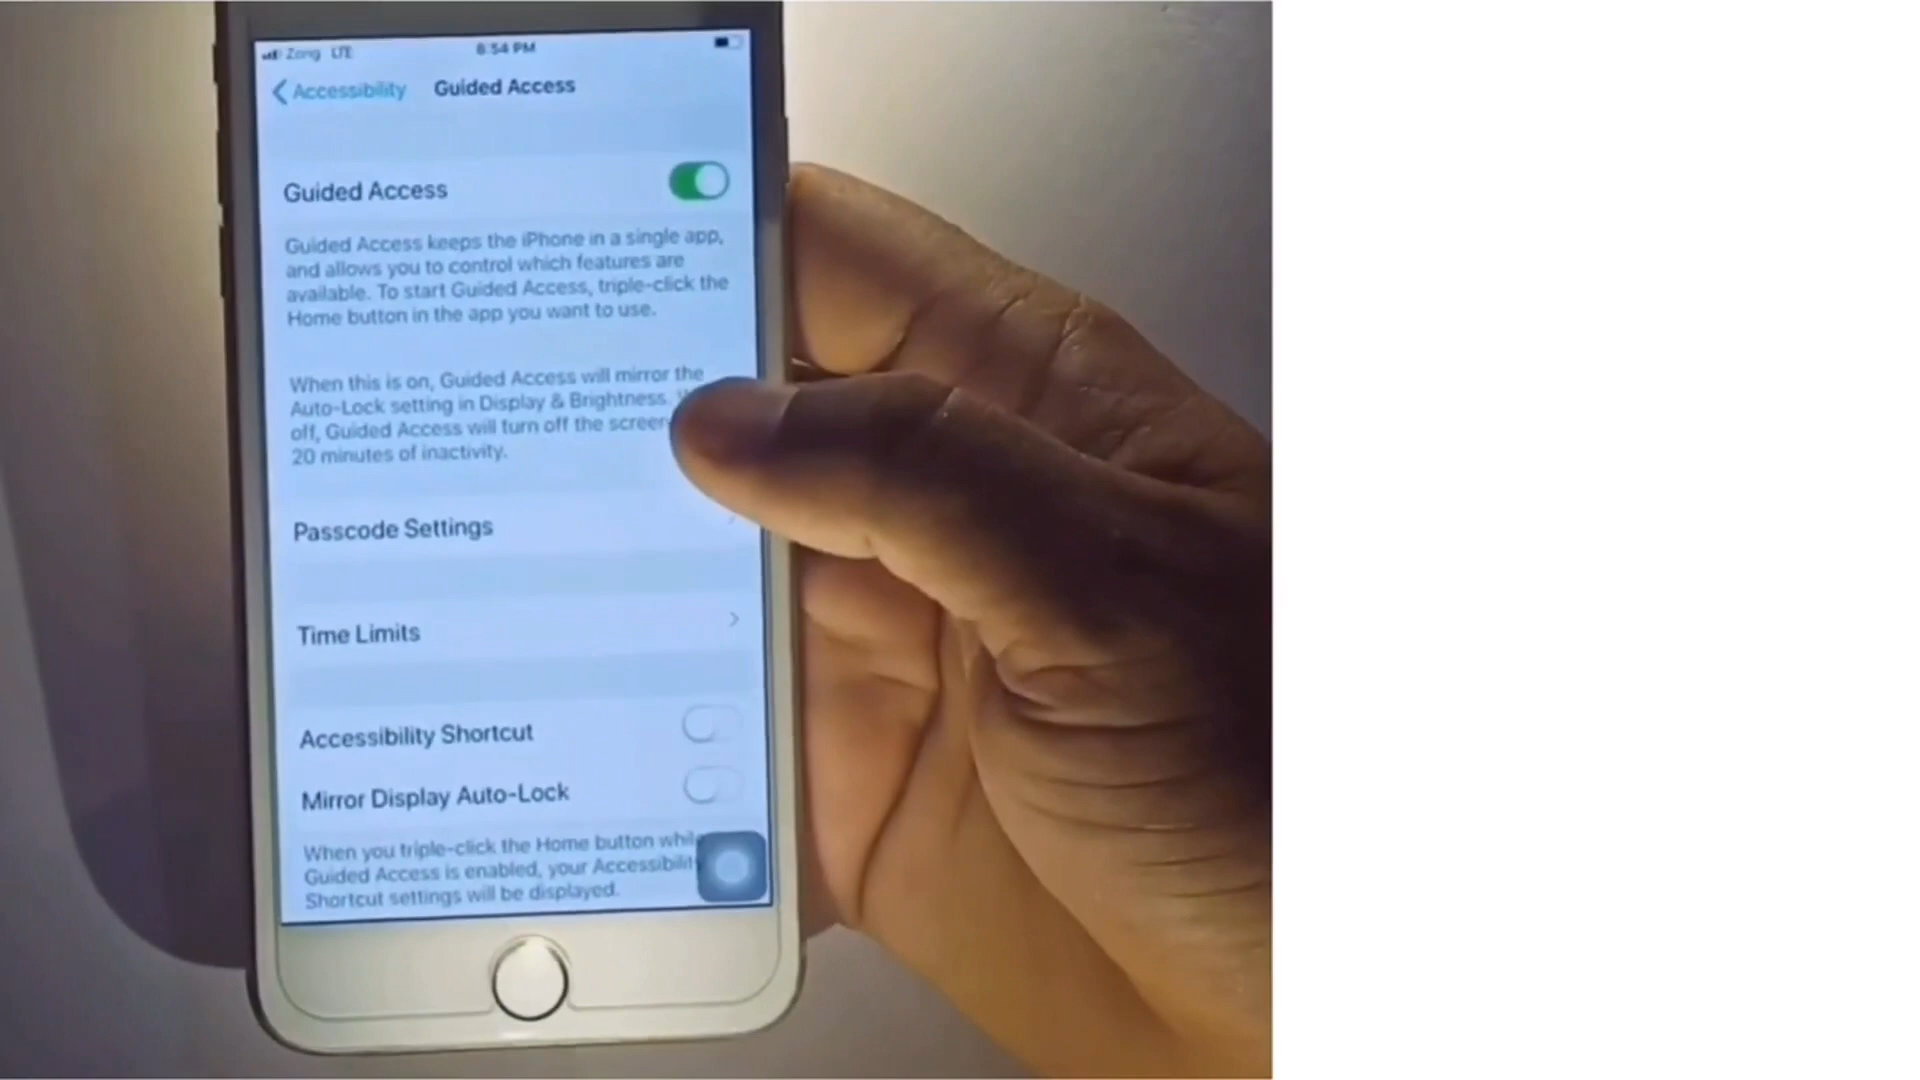 Zong LTE
8:54 PM
Accessibility
Guided Access
Guided Access
Guided Access keeps the iPhone in a single app,
and allows you to control which features are
available. To start Guided Access, triple-click the
Home button in the app you want to use.
When this is on, Guided Access will mirror the
Auto-Lock setting in Display & Brightness.
off, Guided Access will turn off the screen
20 minutes of inactivity.
Passcode Settings
Time Limits
Accessibility Shortcut
Mirror Display Auto-Lock
When you triple-click the Home button while
Guided Access is enabled, your Accessibility
Shortcut settings will be displayed.